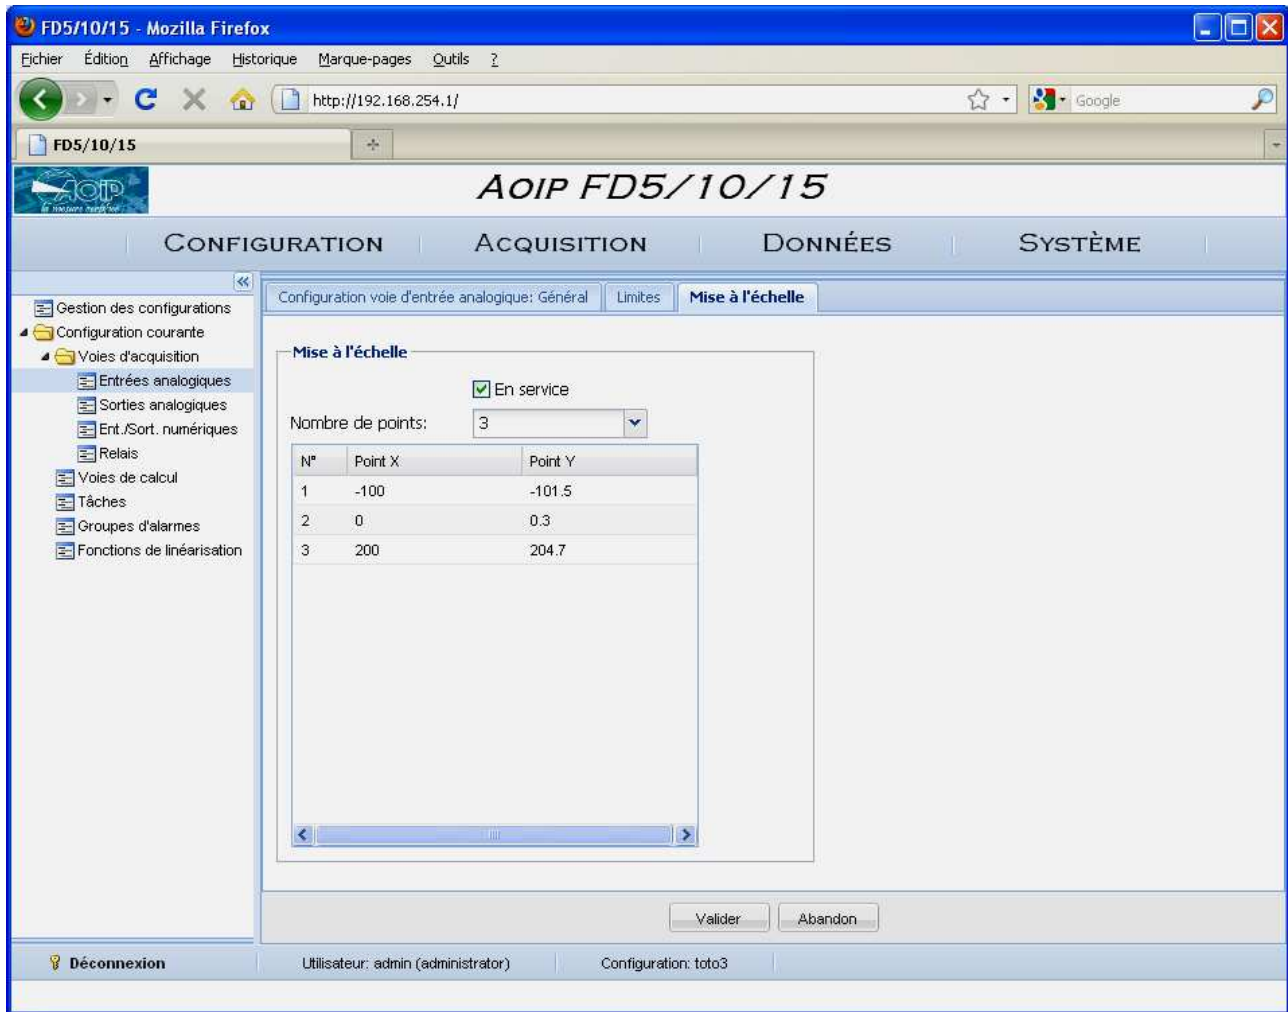 FD5/10/15 - Mozilla Firefox
Fichier Édition Affichage Historique Marque-pages Outils ?
http://192.168.254.1/
Google
FD5/10/15
AOIP
la mesure européenne
AOIP FD5/10/15
CONFIGURATION ACQUISITION DONNÉES SYSTÈME
Gestion des configurations
Configuration courante
Voies d'acquisition
Entrées analogiques
Sorties analogiques
Ent./Sort. numériques
Relais
Voies de calcul
Tâches
Groupes d'alarmes
Fonctions de linéarisation
Configuration voie d'entrée analogique: Général Limites Mise à l'échelle
Mise à l'échelle
En service
Nombre de points: 3
N° Point X Point Y
1 -100 -101.5
2 0 0.3
3 200 204.7
Valider Abandon
Déconnexion Utilisateur: admin (administrator) Configuration: toto3